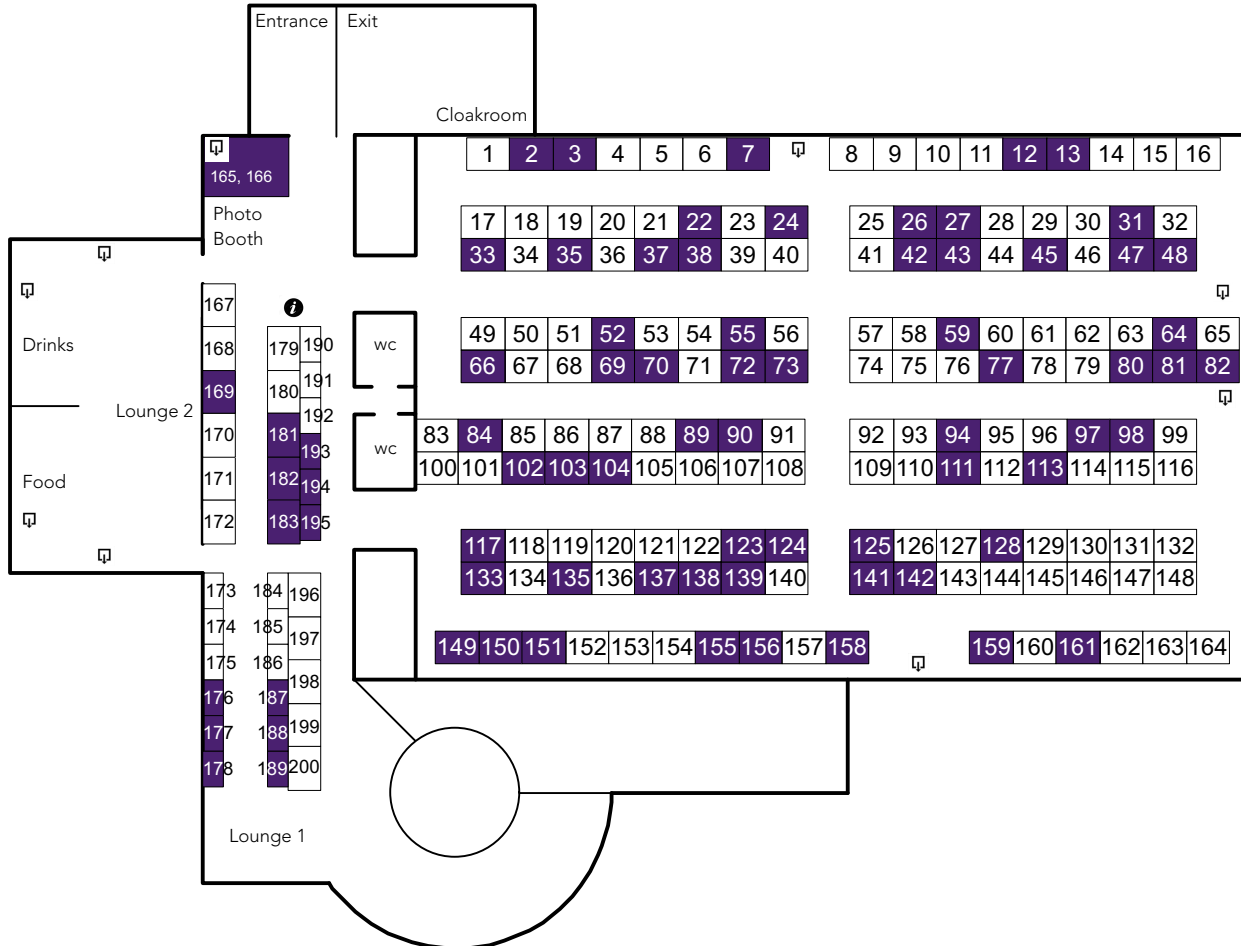 Entrance Exit
Cloakroom
1 2 3 4 5 6 7 8 9 10 11 12 13 14 15 16
165, 166
Photo
Booth
17 18 19 20 21 22 23 24 25 26 27 28 29 30 31 32
33 34 35 36 37 38 39 40 41 42 43 44 45 46 47 48
49 50 51 52 53 54 55 56 57 58 59 60 61 62 63 64 65
66 67 68 69 70 71 72 73 74 75 76 77 78 79 80 81 82
83 84 85 86 87 88 89 90 91 92 93 94 95 96 97 98 99
100 101 102 103 104 105 106 107 108 109 110 111 112 113 114 115 116
117 118 119 120 121 122 123 124 125 126 127 128 129 130 131 132
133 134 135 136 137 138 139 140 141 142 143 144 145 146 147 148
149 150 151 152 153 154 155 156 157 158 159 160 161 162 163 164
i
wc
wc
Drinks
Lounge 2
Food
167
168
169
170
171
172
173
174
175
176
177
178
179
180
181
182
183
184
185
186
187
188
189
190
191
192
193
194
195
196
197
198
199
200
Lounge 1